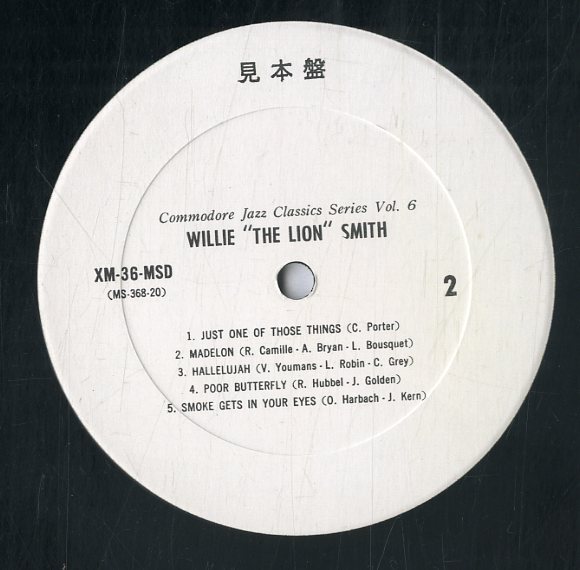 見本盤
Commodore Jazz Classics Series Vol. 6
WILLIE "THE LION" SMITH
XM-36-MSD
(MS-368-20)
2
1. JUST ONE OF THOSE THINGS (C. Porter)
2. MADELON (R. Camille - A. Bryan - L. Bousquet)
3. HALLELUJAH (V. Youmans - L. Robin - C. Grey)
4. POOR BUTTERFLY (R. Hubbel - J. Golden)
5. SMOKE GETS IN YOUR EYES (O. Harbach - J. Kern)